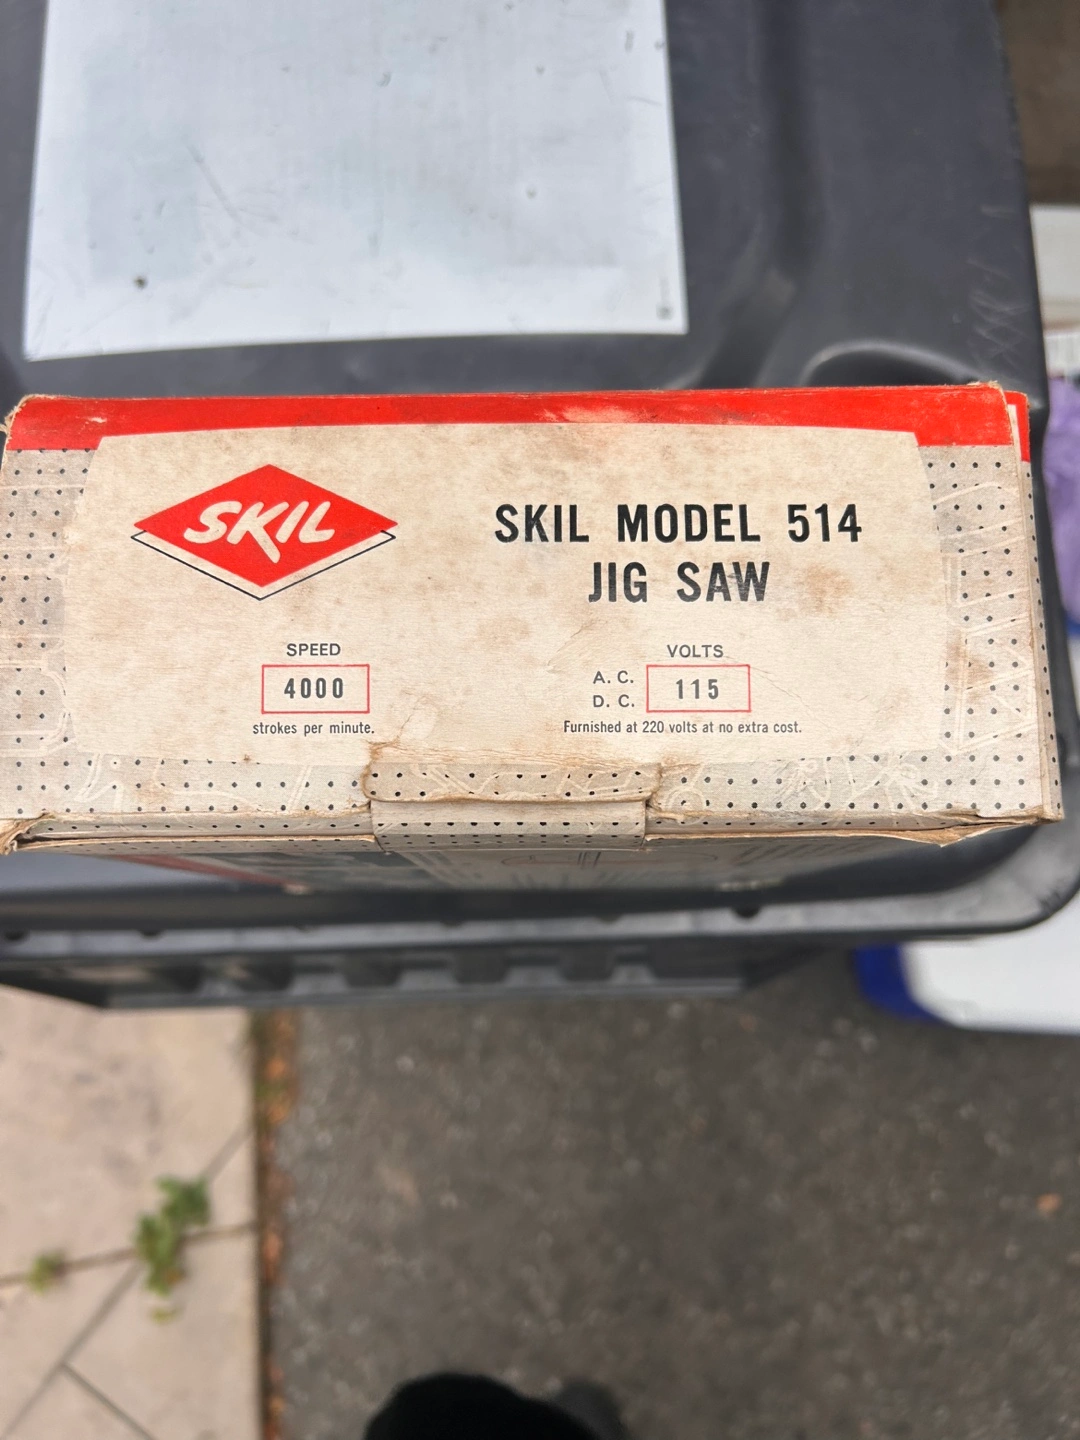 SKIL
SKIL MODEL 514
JIG SAW
SPEED
4000
strokes per minute.
VOLTS
A. C.
D. C.
115
Furnished at 220 volts at no extra cost.